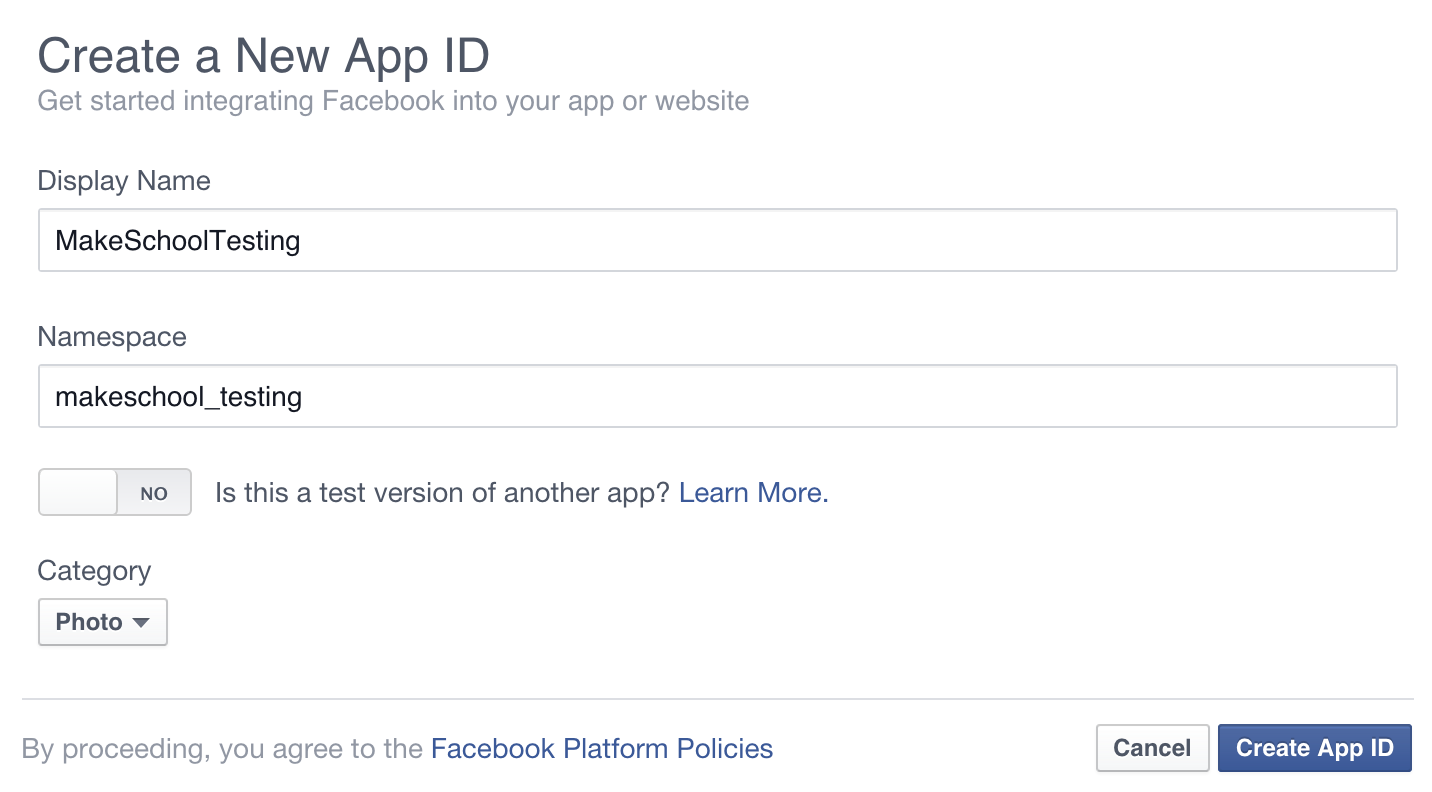 Create a New App ID
Get started integrating Facebook into your app or website
Display Name
MakeSchoolTesting
Namespace
makeschool_testing
NO Is this a test version of another app? Learn More.
Category
Photo
By proceeding, you agree to the Facebook Platform Policies Cancel Create App ID